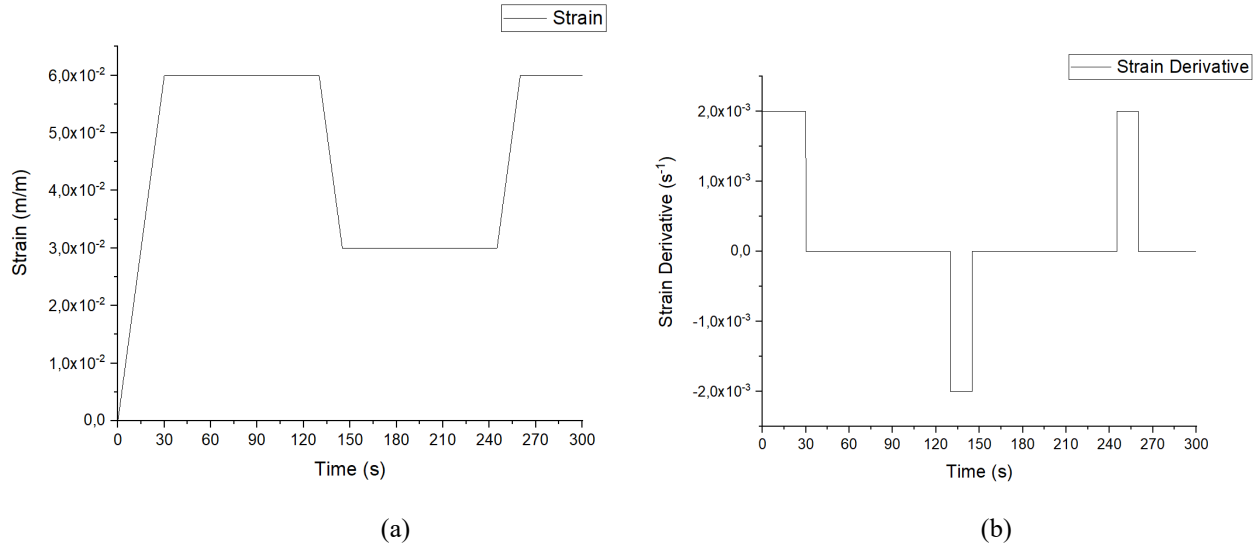 Strain
6,0x10⁻²
5,0x10⁻²
4,0x10⁻²
3,0x10⁻²
2,0x10⁻²
1,0x10⁻²
0,0
Strain (m/m)
0 30 60 90 120 150 180 210 240 270 300
Time (s)
(a)
Strain Derivative
2,0x10⁻³
1,0x10⁻³
0,0
-1,0x10⁻³
-2,0x10⁻³
Strain Derivative (s⁻¹)
0 30 60 90 120 150 180 210 240 270 300
Time (s)
(b)